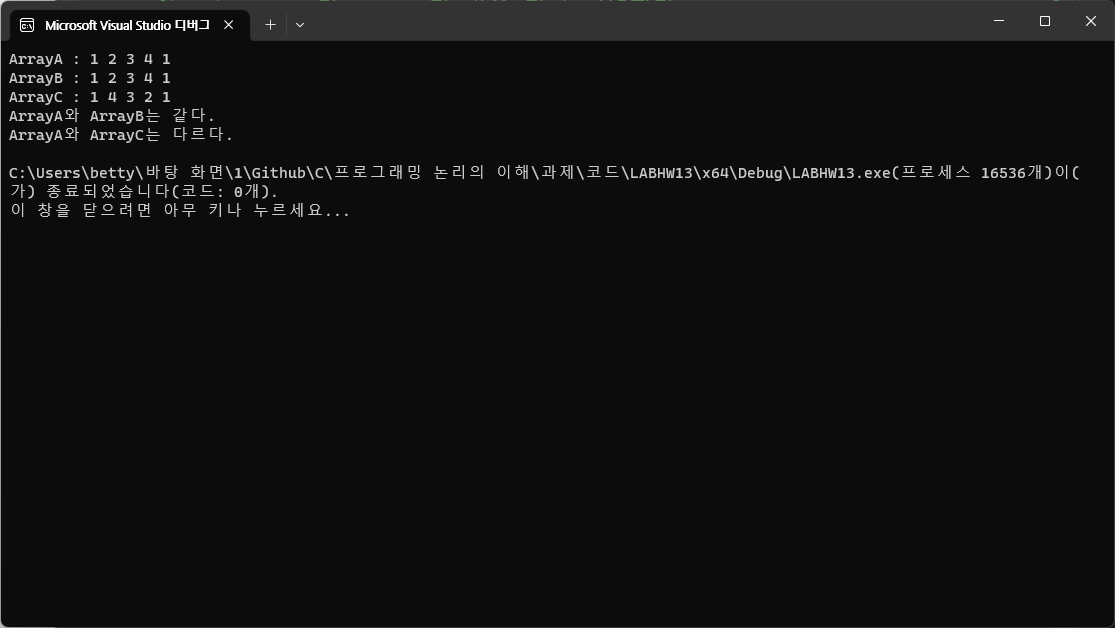 Microsoft Visual Studio 디버그
ArrayA : 1 2 3 4 1
ArrayB : 1 2 3 4 1
ArrayC : 1 4 3 2 1
ArrayA와 ArrayB는 같다.
ArrayA와 ArrayC는 다르다.
C:\Users\betty\바탕 화면\1\Github\C\프로그래밍 논리의 이해\과제\코드\LABHW13\x64\Debug\LABHW13.exe(프로세스 16536개)이(
가) 종료되었습니다(코드: 0개).
이 창을 닫으려면 아무 키나 누르세요...